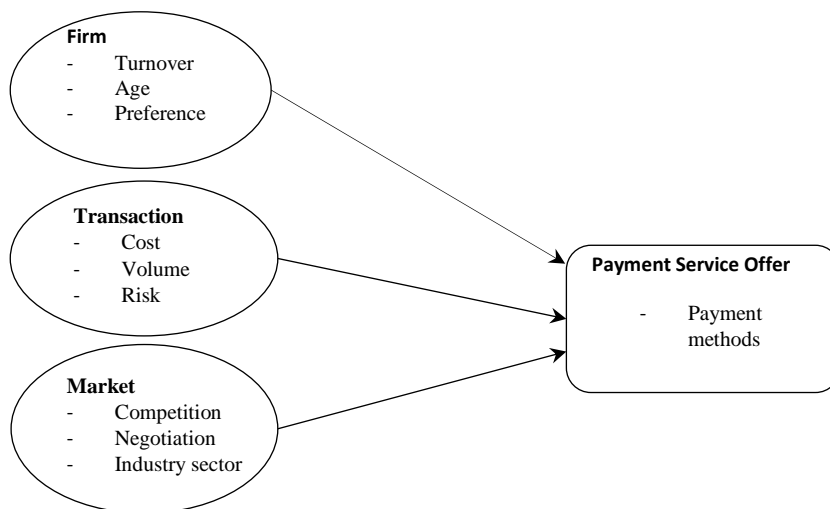 Firm
- Turnover
- Age
- Preference
Transaction
- Cost
- Volume
- Risk
Market
- Competition
- Negotiation
- Industry sector
Payment Service Offer
- Payment
methods